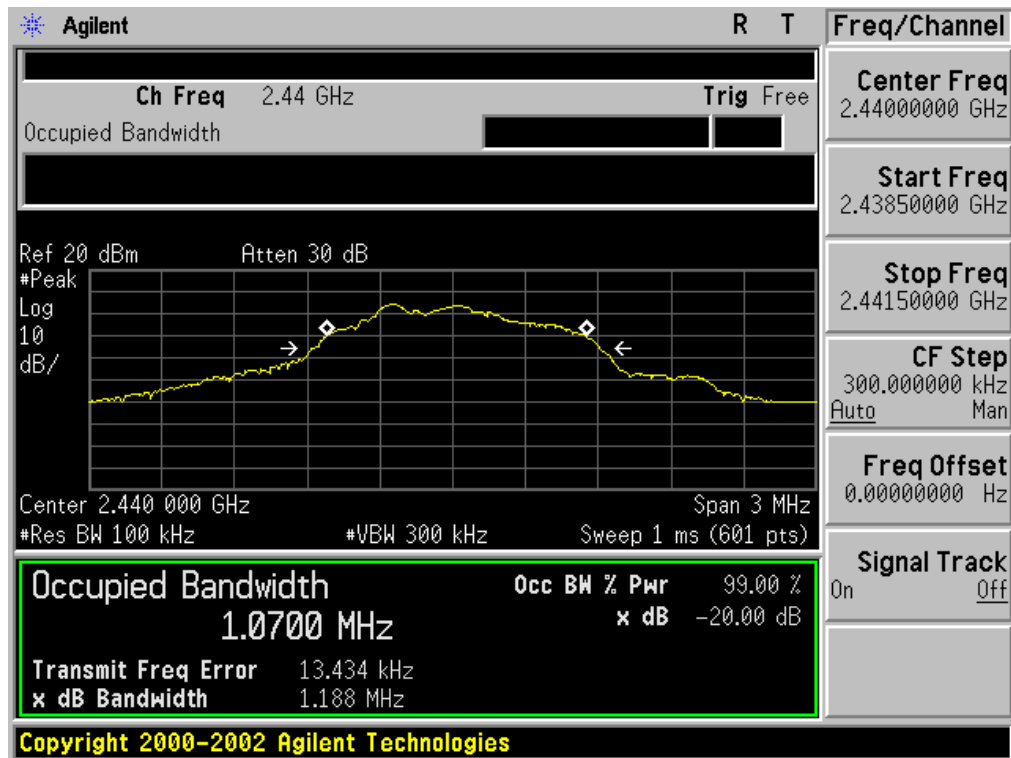 Agilent
R T
Freq/Channel
Ch Freq 2.44 GHz
Trig Free
Occupied Bandwidth
Center Freq
2.44000000 GHz
Start Freq
2.43850000 GHz
Stop Freq
2.44150000 GHz
CF Step
300.000000 kHz
Auto Man
Freq Offset
0.00000000 Hz
Signal Track
On Off
Ref 20 dBm
Atten 30 dB
#Peak
Log
10
dB/
Center 2.440 000 GHz
Span 3 MHz
#Res BW 100 kHz
#VBW 300 kHz
Sweep 1 ms (601 pts)
Occupied Bandwidth
1.0700 MHz
Occ BW % Pwr 99.00 %
x dB -20.00 dB
Transmit Freq Error 13.434 kHz
x dB Bandwidth 1.188 MHz
Copyright 2000-2002 Agilent Technologies